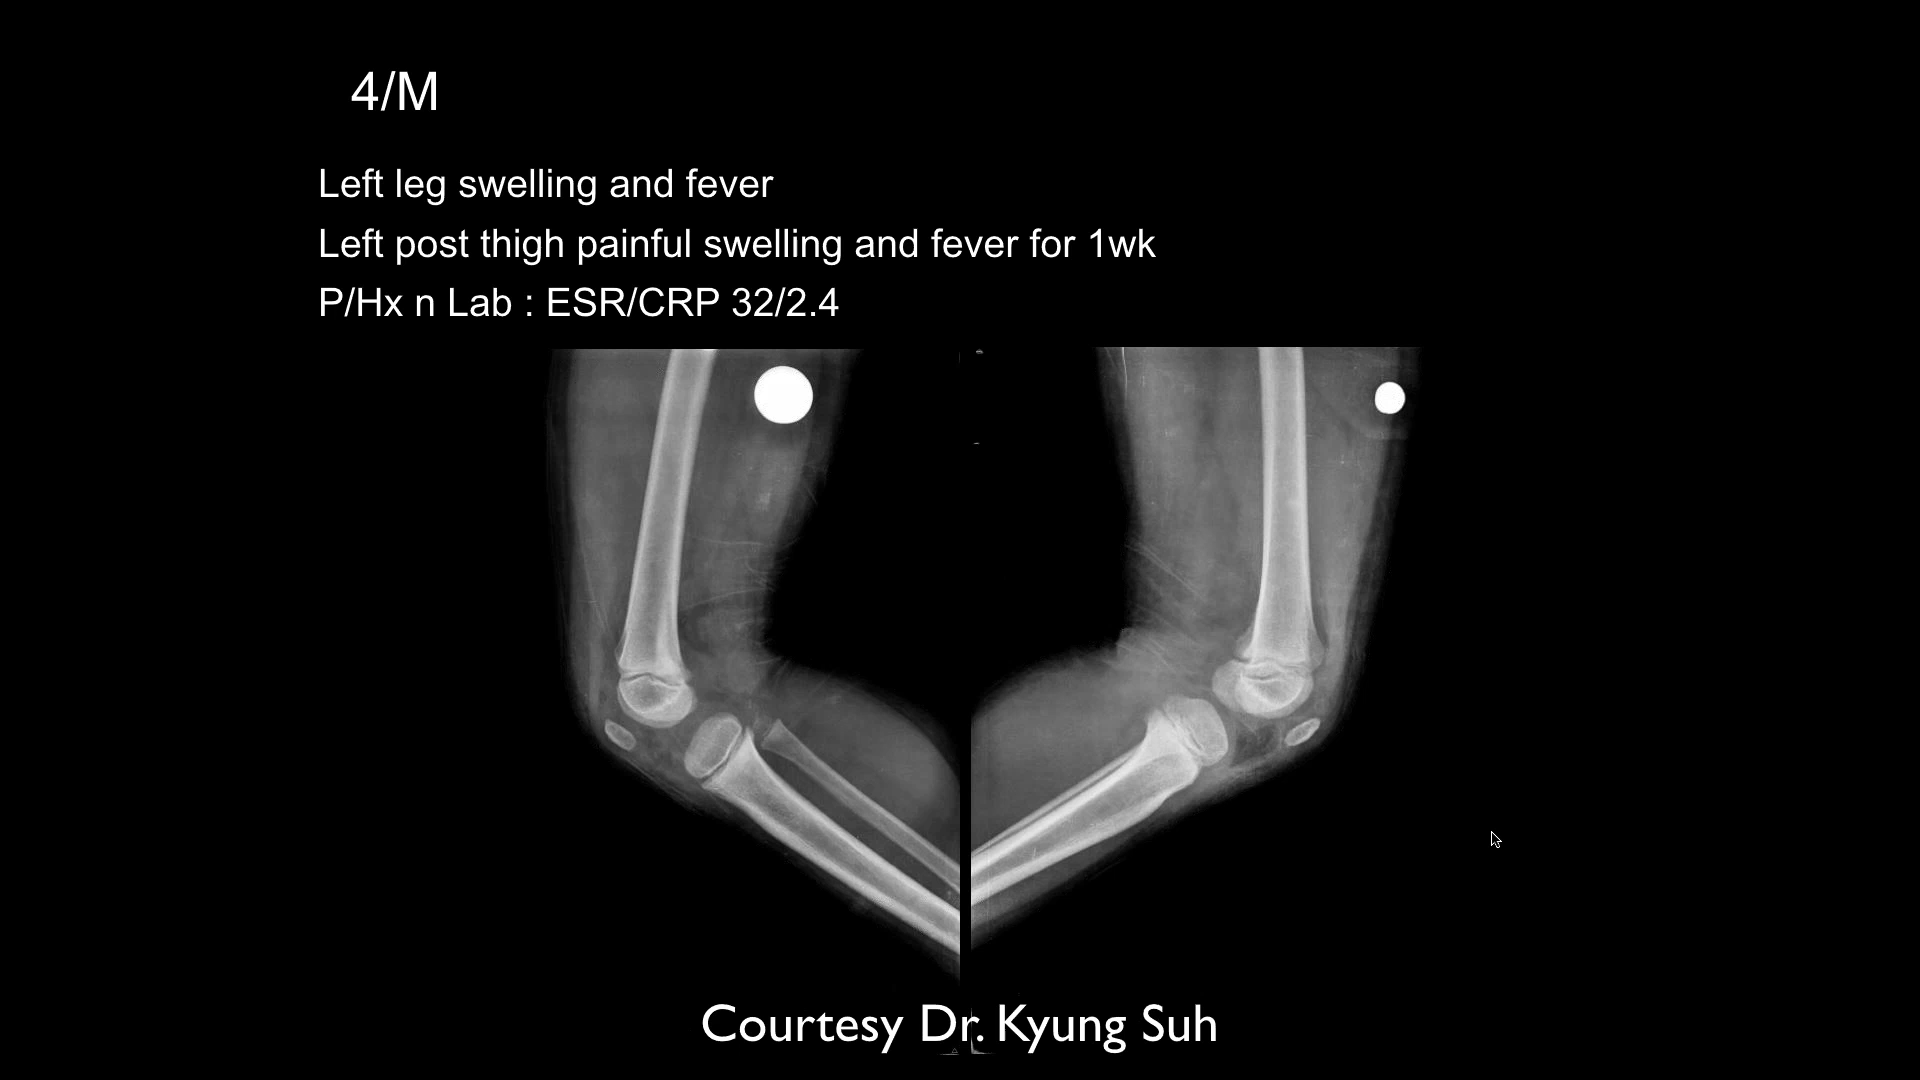 4/M
Left leg swelling and fever
Left post thigh painful swelling and fever for 1wk
P/Hx n Lab : ESR/CRP 32/2.4
Courtesy Dr. Kyung Suh